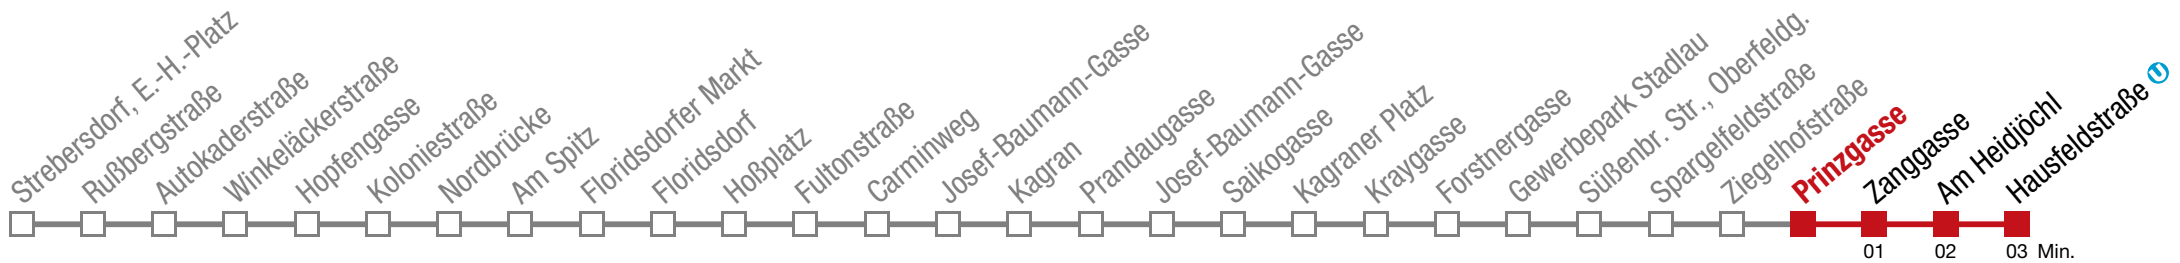 Strebersdorf, E.-H.-Platz
Rußbergstraße
Autokaderstraße
Winkeläckerstraße
Hopfengasse
Koloniestraße
Nordbrücke
Am Spitz
Floridsdorfer Markt
Floridsdorf
Hoßplatz
Fultonstraße
Carminweg
Josef-Baumann-Gasse
Kagran
Prandaugasse
Josef-Baumann-Gasse
Saikogasse
Kagraner Platz
Kraygasse
Forstnergasse
Gewerbepark Stadlau
Süßenbr. Str., Oberfeldg.
Spargelfeldstraße
Ziegelhofstraße
Prinzgasse
Zanggasse
Am Heidjöchl
Hausfeldstraße U
01 02 03 Min.